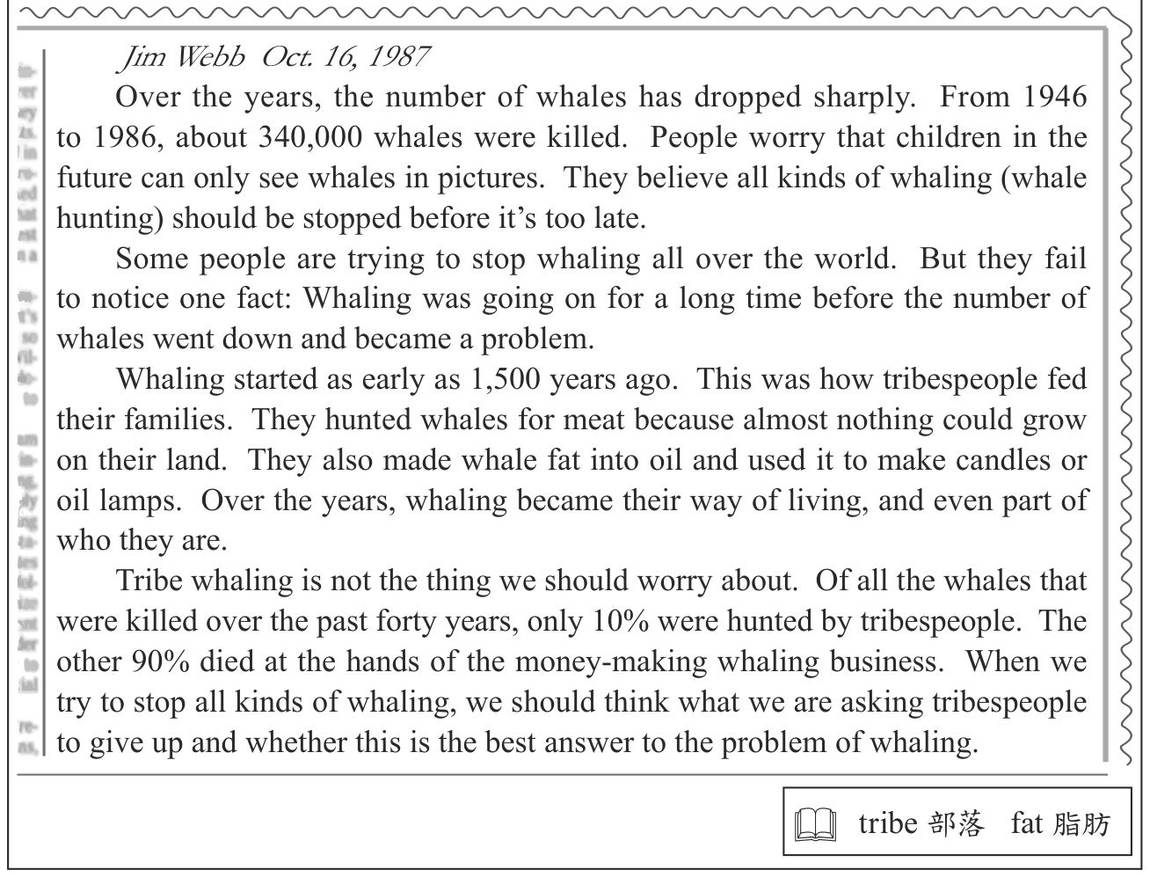 Jim Webb Oct. 16, 1987
Over the years, the number of whales has dropped sharply. From 1946
to 1986, about 340,000 whales were killed. People worry that children in the
future can only see whales in pictures. They believe all kinds of whaling (whale
hunting) should be stopped before it's too late.
Some people are trying to stop whaling all over the world. But they fail
to notice one fact: Whaling was going on for a long time before the number of
whales went down and became a problem.
Whaling started as early as 1,500 years ago. This was how tribespeople fed
their families. They hunted whales for meat because almost nothing could grow
on their land. They also made whale fat into oil and used it to make candles or
oil lamps. Over the years, whaling became their way of living, and even part of
who they are.
Tribe whaling is not the thing we should worry about. Of all the whales that
were killed over the past forty years, only 10% were hunted by tribespeople. The
other 90% died at the hands of the money-making whaling business. When we
try to stop all kinds of whaling, we should think what we are asking tribespeople
to give up and whether this is the best answer to the problem of whaling.
tribe 部落 fat 脂肪